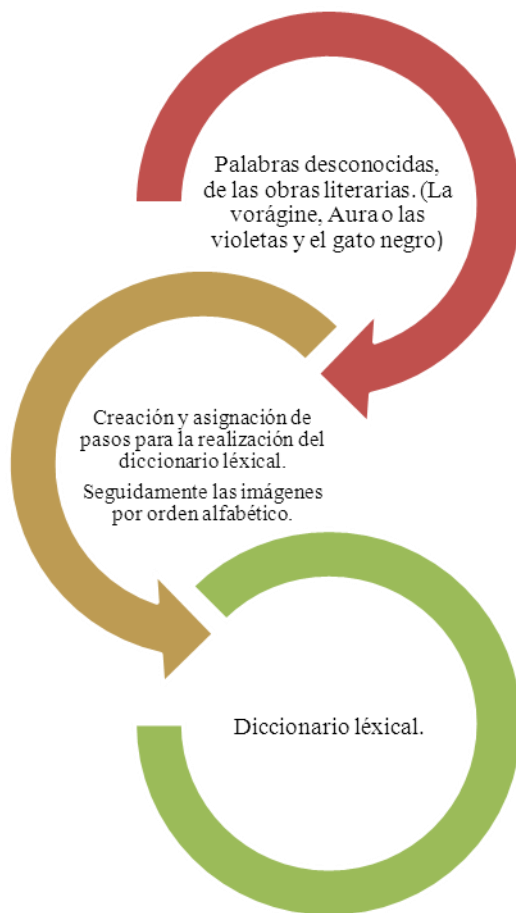 Palabras desconocidas,
de las obras literarias. (La
vorágine, Aura o las
violetas y el gato negro)
Creación y asignación de
pasos para la realización del
diccionario léxical.
Seguidamente las imágenes
por orden alfabético.
Diccionario léxical.